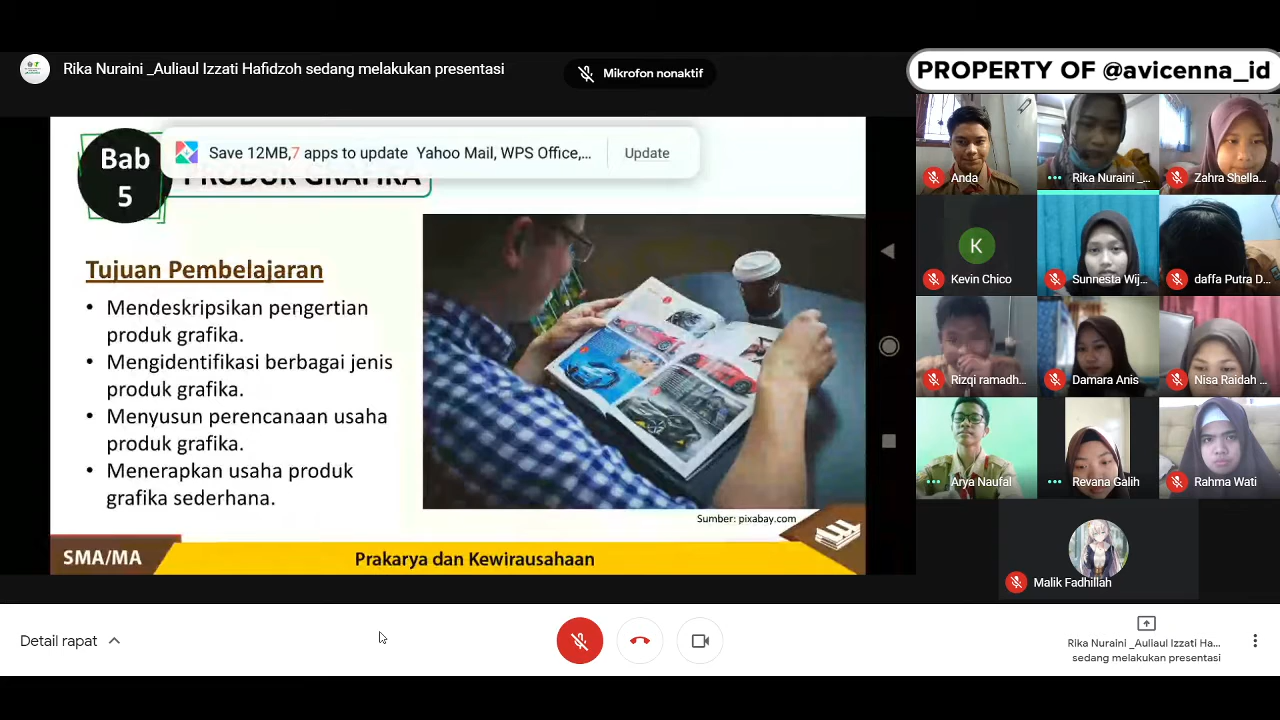 Rika Nuraini _Auliaul Izzati Hafidzoh sedang melakukan presentasi
Mikrofon nonaktif
PROPERTY OF @avicenna_id
Bab
5
Save 12MB,7 apps to update Yahoo Mail, WPS Office,...
Update
PRODUK GRAFIKA
Tujuan Pembelajaran
• Mendeskripsikan pengertian
produk grafika.
• Mengidentifikasi berbagai jenis
produk grafika.
• Menyusun perencanaan usaha
produk grafika.
• Menerapkan usaha produk
grafika sederhana.
Sumber: pixabay.com
SMA/MA
Prakarya dan Kewirausahaan
Anda
Rika Nuraini _...
Zahra Shella...
K
Kevin Chico
Sunnesta Wij...
daffa Putra D...
Rizqi ramadh...
Damara Anis
Nisa Raidah ...
Arya Naufal
Revana Galih
Rahma Wati
Malik Fadhillah
Detail rapat
Rika Nuraini _Auliaul Izzati Ha...
sedang melakukan presentasi